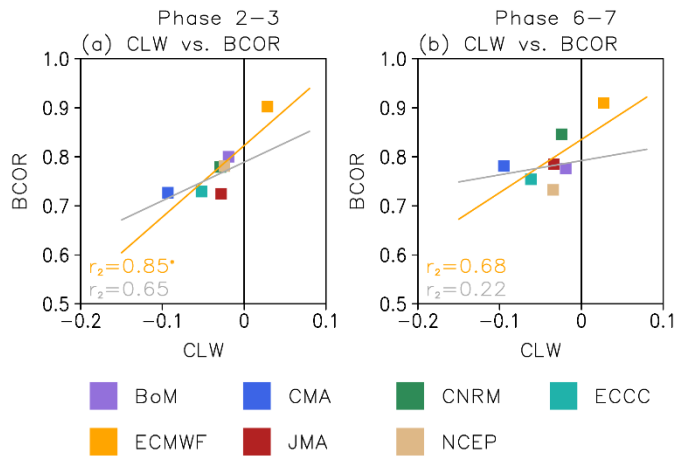 Phase 2-3
Phase 6-7
(a) CLW vs. BCOR
(b) CLW vs. BCOR
1.0
0.9
0.8
0.7
0.6
0.5
BCOR
r₂=0.85*
r₂=0.65
-0.2
-0.1
0
0.1
CLW
1.0
0.9
0.8
0.7
0.6
0.5
BCOR
r₂=0.68
r₂=0.22
-0.2
-0.1
0
0.1
CLW
BoM
CMA
CNRM
ECCC
ECMWF
JMA
NCEP